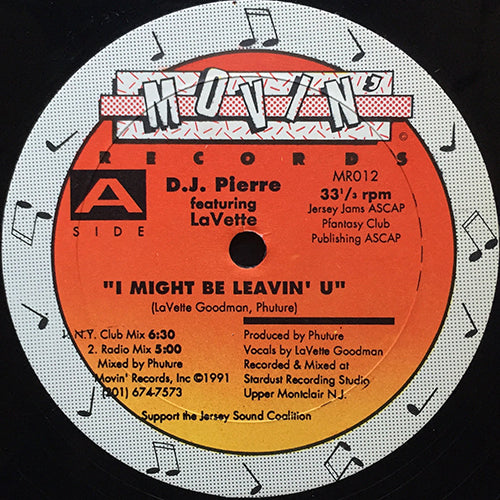 MOVIN'
©
RECORDS
A
SIDE
D.J. Pierre
featuring
LaVette
MR012
33 1/3 rpm
Jersey Jams ASCAP
Pfantasy Club
Publishing ASCAP
"I MIGHT BE LEAVIN' U"
(LaVette Goodman, Phuture)
N.Y. Club Mix 6:30
2. Radio Mix 5:00
Mixed by Phuture
Movin' Records, Inc ©1991
(201) 674-7573
Produced by Phuture
Vocals by LaVette Goodman
Recorded & Mixed at
Stardust Recording Studio
Upper Montclair N.J.
Support the Jersey Sound Coalition